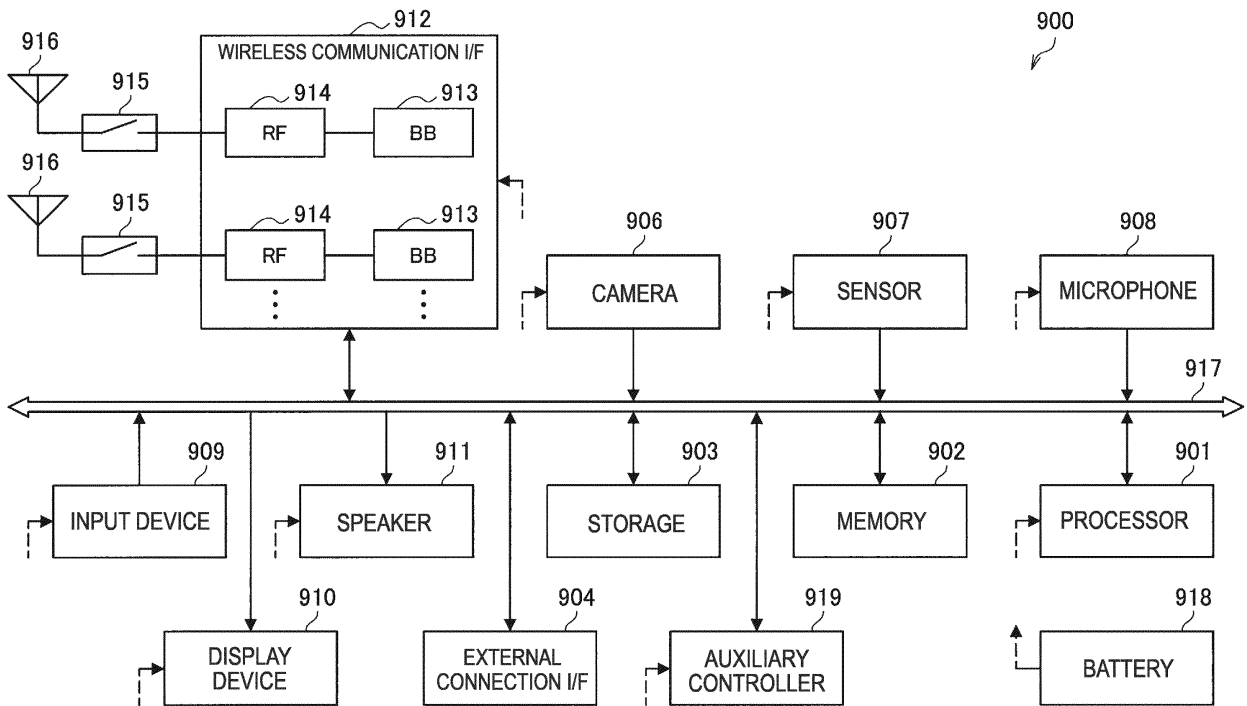 912
900
916
WIRELESS COMMUNICATION I/F
915
914
913
RF
BB
916
915
914
913
RF
BB
906
907
908
CAMERA
SENSOR
MICROPHONE
917
909
911
903
902
901
INPUT DEVICE
SPEAKER
STORAGE
MEMORY
PROCESSOR
910
904
919
918
DISPLAY
DEVICE
EXTERNAL
CONNECTION I/F
AUXILIARY
CONTROLLER
BATTERY